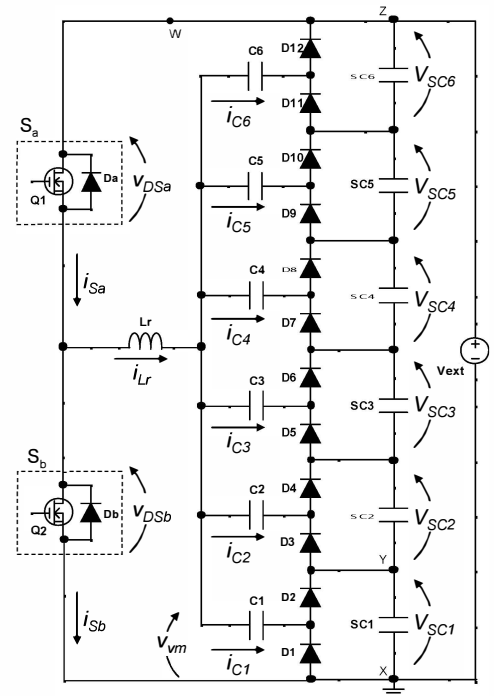 W
Z
D12
C6
SC6
V_SC6
i_C6
D11
S_a
Da
Q1
v_DSa
D10
C5
SC5
V_SC5
i_C5
D9
i_Sa
D8
C4
SC4
V_SC4
i_C4
D7
Lr
i_Lr
+
−
Vext
D6
C3
SC3
V_SC3
i_C3
D5
S_b
Db
Q2
v_DSb
D4
C2
SC2
V_SC2
i_C2
D3
Y
i_Sb
D2
C1
SC1
V_SC1
v_vm
i_C1
D1
X